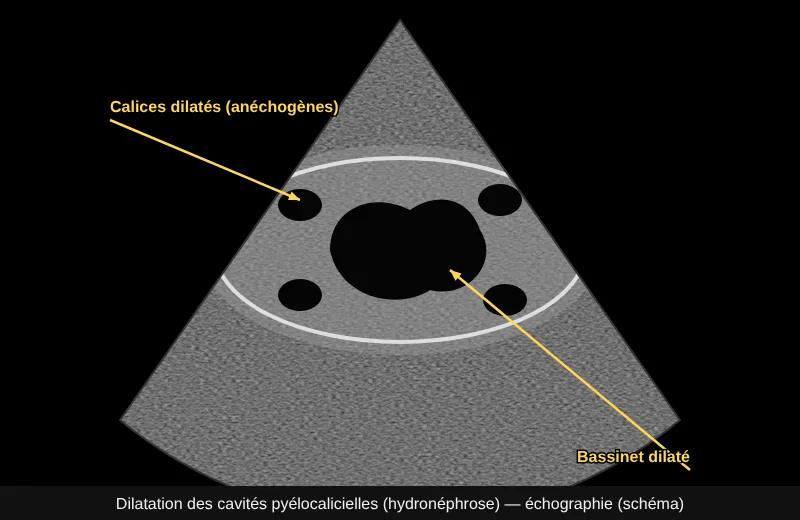 Calices dilatés (anéchogènes)
Bassinet dilaté
Dilatation des cavités pyélocalicielles (hydronéphrose) — échographie (schéma)